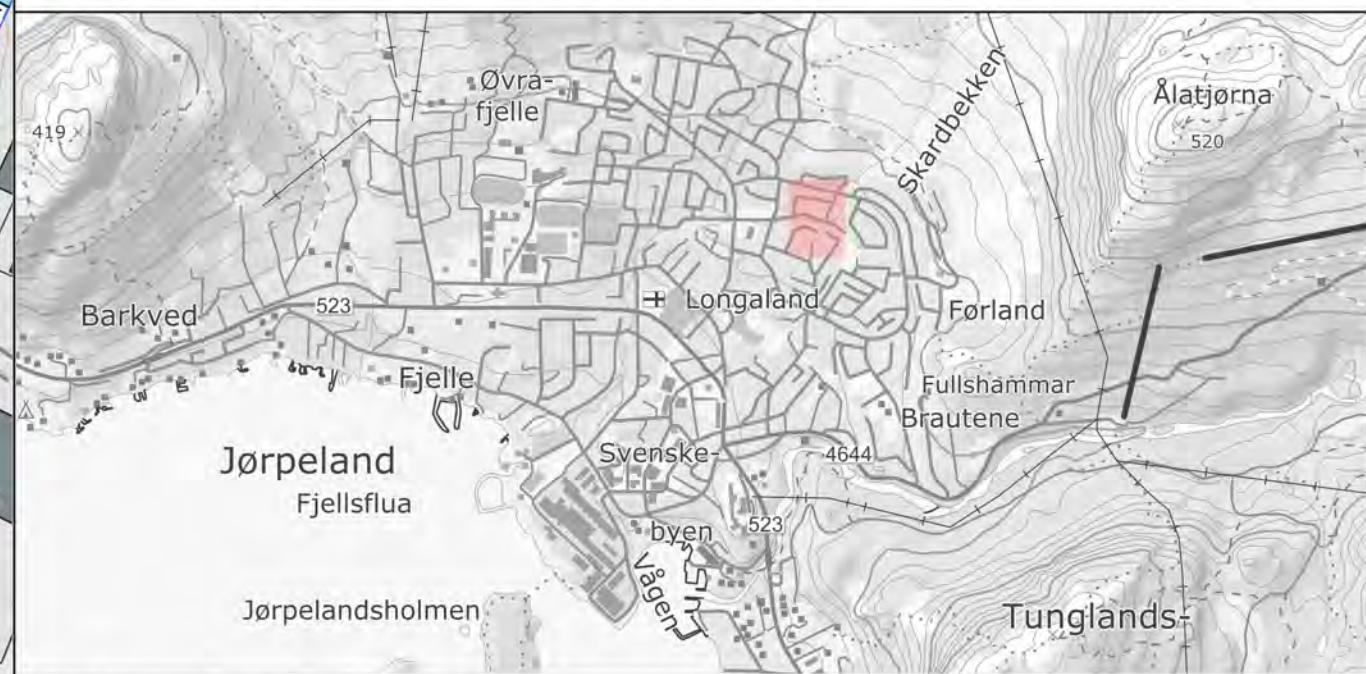 Øvra-
fjelle
Skardbekken
Ålatjørna
520
419
Barkved
523
Longaland
Førland
Fjelle
Fullshammar
Brautene
Jørpeland
Fjellsflua
Svenske-
byen
4644
523
Vågen
Jørpelandsholmen
Tunglands-